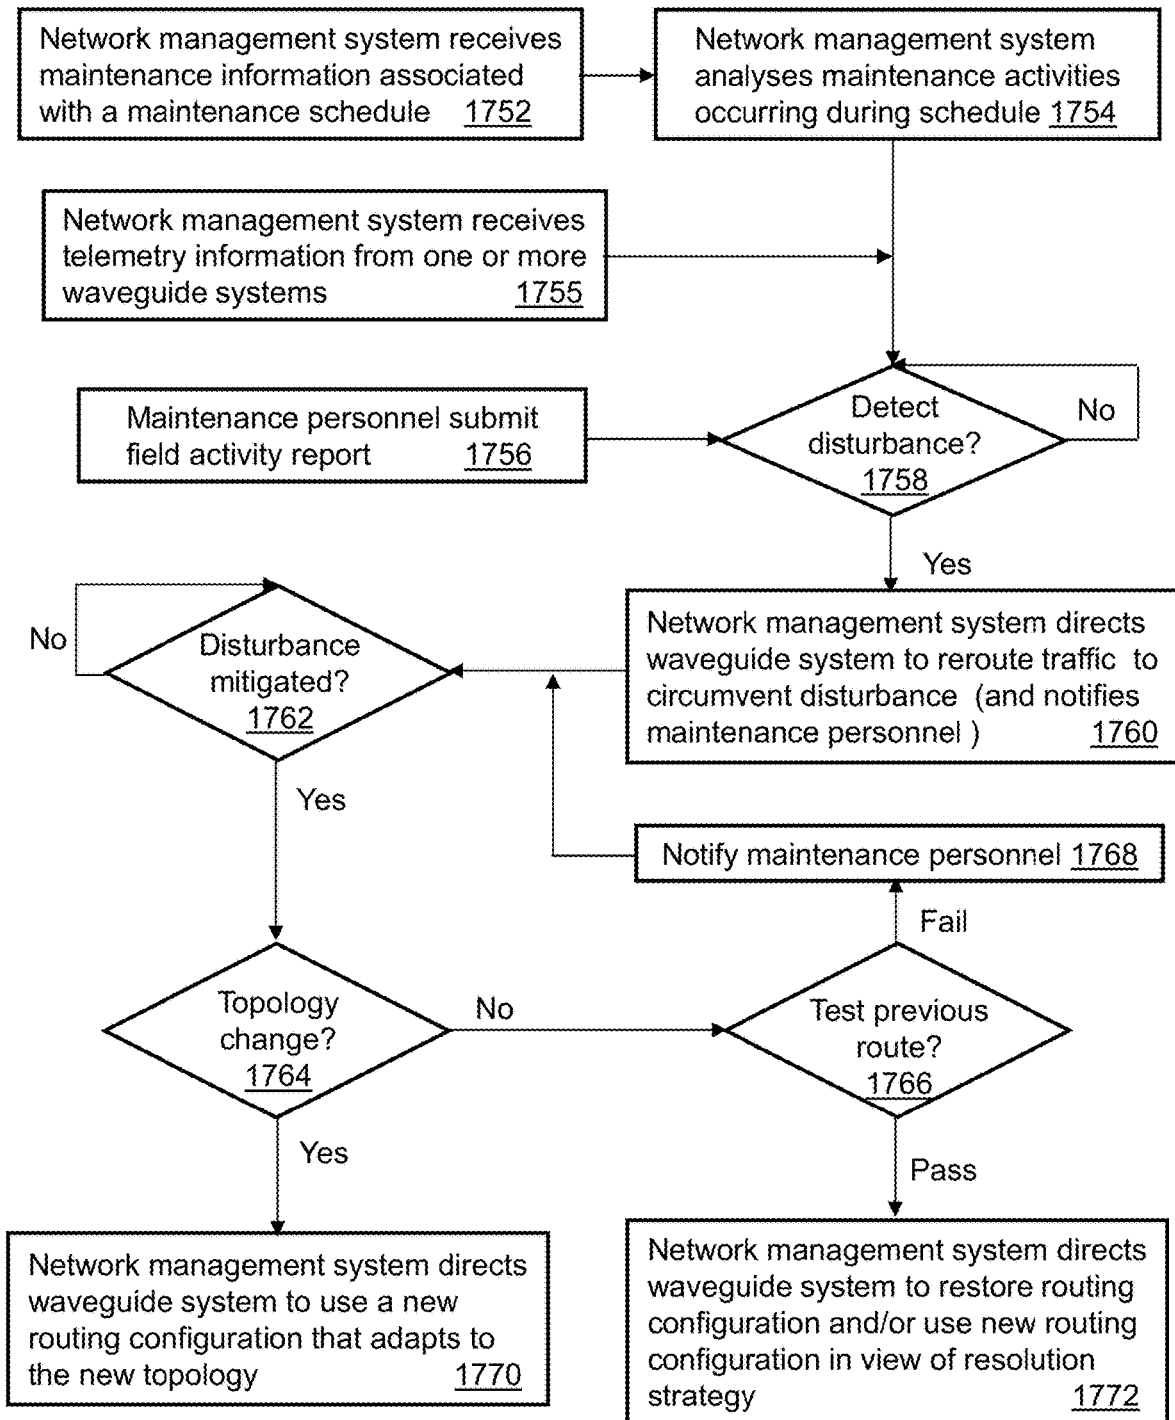 Network management system receives
maintenance information associated
with a maintenance schedule 1752
Network management system
analyses maintenance activities
occurring during schedule 1754
Network management system receives
telemetry information from one or more
waveguide systems 1755
Maintenance personnel submit
field activity report 1756
Detect
disturbance?
1758
No
Yes
Network management system directs
waveguide system to reroute traffic to
circumvent disturbance (and notifies
maintenance personnel ) 1760
No
Disturbance
mitigated?
1762
Yes
Notify maintenance personnel 1768
Fail
Topology
change?
1764
No
Test previous
route?
1766
Yes
Pass
Network management system directs
waveguide system to use a new
routing configuration that adapts to
the new topology 1770
Network management system directs
waveguide system to restore routing
configuration and/or use new routing
configuration in view of resolution
strategy 1772